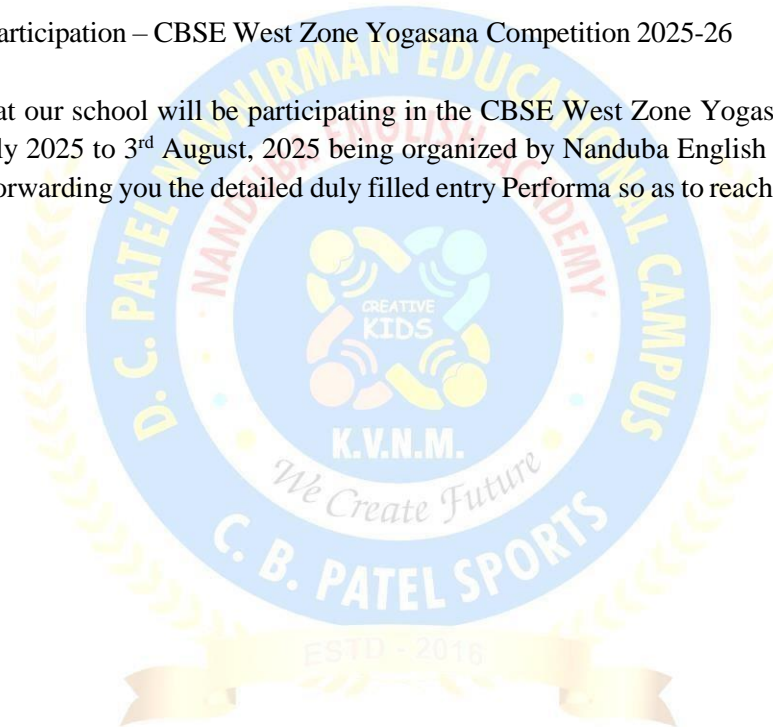 articipation – CBSE West Zone Yogasana Competition 2025-26
at our school will be participating in the CBSE West Zone Yogas
ly 2025 to 3rd August, 2025 being organized by Nanduba English
orwarding you the detailed duly filled entry Performa so as to reach
D. C. PATEL NAVNIRMAN EDUCATIONAL CAMPUS
NANDUBA ENGLISH ACADEMY
CREATIVE
KIDS
K.V.N.M.
We Create Future
C. B. PATEL SPORTS
ESTD - 2016